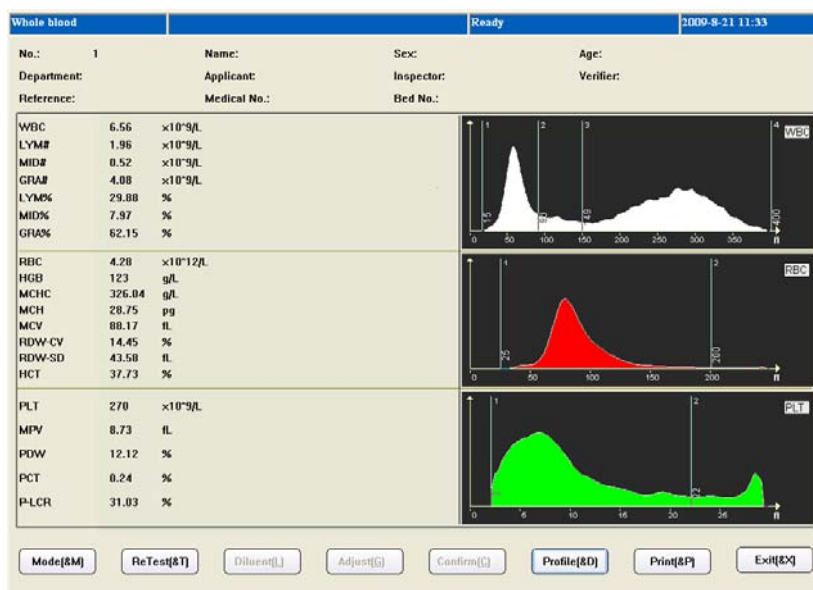 Whole blood Ready 2009-8-21 11:33
No.: 1 Name: Sex: Age:
Department: Applicant: Inspector: Verifier:
Reference: Medical No.: Bed No.:
WBC 6.56 ×10^9/L
LYM# 1.96 ×10^9/L
MID# 0.52 ×10^9/L
GRA# 4.08 ×10^9/L
LYM% 29.88 %
MID% 7.97 %
GRA% 62.15 %
1 2 3 4 WBC
15 93 149 400
0 50 100 150 200 250 300 350 fl
RBC 4.28 ×10^12/L
HGB 123 g/L
MCHC 326.04 g/L
MCH 28.75 pg
MCV 88.17 fL
RDW-CV 14.45 %
RDW-SD 43.58 fL
HCT 37.73 %
1 2 RBC
25 200
0 50 100 150 200 fl
PLT 270 ×10^9/L
MPV 8.73 fL
PDW 12.12 %
PCT 0.24 %
P-LCR 31.03 %
1 2 PLT
22
0 5 10 15 20 25 fl
Mode(&M) ReTest(&T) Diluent(L) Adjust(G) Confirm(C) Profile(&D) Print(&P) Exit(&X)